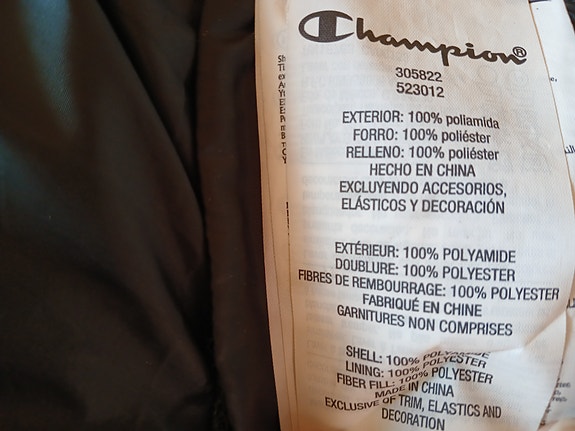 Champion®
305822
523012
EXTERIOR: 100% poliamida
FORRO: 100% poliéster
RELLENO: 100% poliéster
HECHO EN CHINA
EXCLUYENDO ACCESORIOS,
ELÁSTICOS Y DECORACIÓN
EXTÉRIEUR: 100% POLYAMIDE
DOUBLURE: 100% POLYESTER
FIBRES DE REMBOURRAGE: 100% POLYESTER
FABRIQUÉ EN CHINE
GARNITURES NON COMPRISES
SHELL: 100% POLYAMIDE
LINING: 100% POLYESTER
FIBER FILL: 100% POLYESTER
MADE IN CHINA
EXCLUSIVE OF TRIM, ELASTICS AND
DECORATION